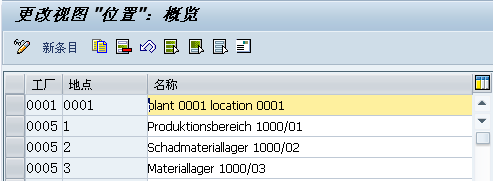 更改视图 "位置": 概览
新条目
工厂 地点 名称
0001 0001 plant 0001 location 0001
0005 1 Produktionsbereich 1000/01
0005 2 Schadmateriallager 1000/02
0005 3 Materiallager 1000/03